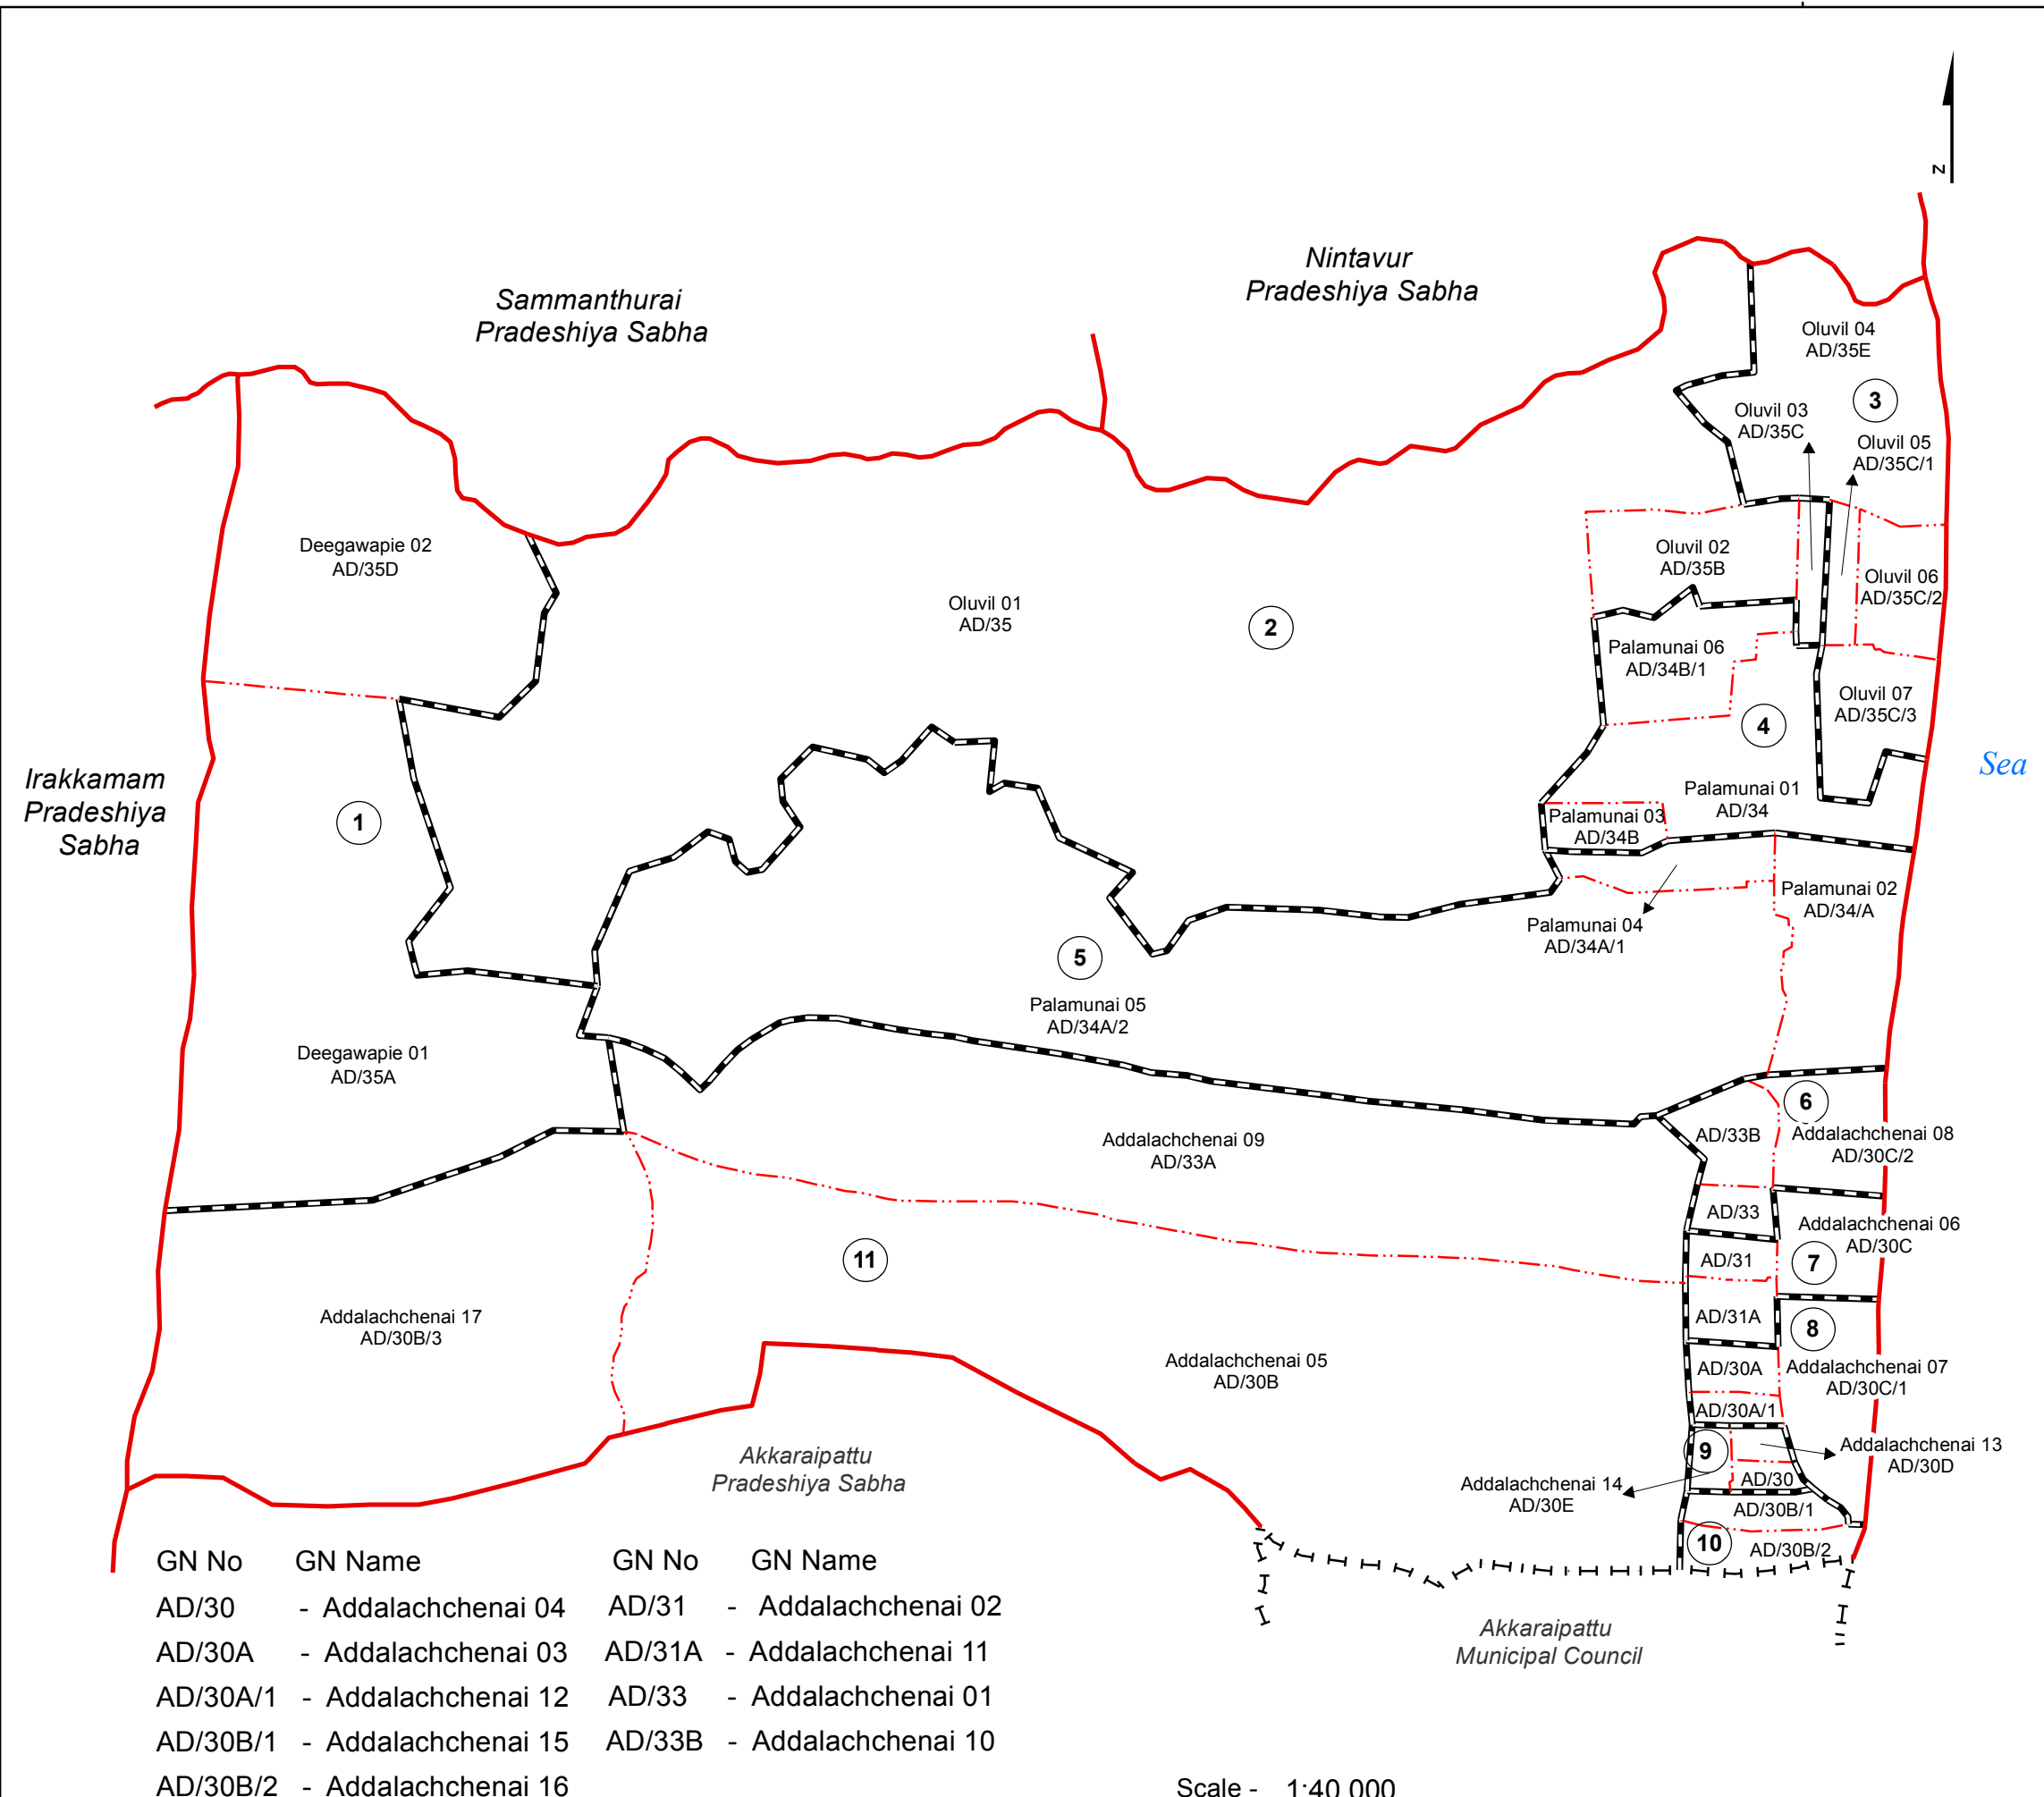 z
Nintavur
Pradeshiya Sabha
Sammanthurai
Pradeshiya Sabha
Oluvil 04
AD/35E
3
Oluvil 03
AD/35C
Oluvil 05
AD/35C/1
Deegawapie 02
AD/35D
Oluvil 02
AD/35B
Oluvil 06
AD/35C/2
Oluvil 01
AD/35
2
Palamunai 06
AD/34B/1
Oluvil 07
AD/35C/3
4
Sea
Irakkamam
Pradeshiya
Sabha
1
Palamunai 01
AD/34
Palamunai 03
AD/34B
Palamunai 02
AD/34/A
Palamunai 04
AD/34A/1
5
Palamunai 05
AD/34A/2
Deegawapie 01
AD/35A
6
Addalachchenai 09
AD/33A
AD/33B
Addalachchenai 08
AD/30C/2
AD/33
Addalachchenai 06
AD/30C
11
AD/31
7
Addalachchenai 17
AD/30B/3
AD/31A
8
Addalachchenai 05
AD/30B
AD/30A
Addalachchenai 07
AD/30C/1
AD/30A/1
9
Addalachchenai 13
AD/30D
Akkaraipattu
Pradeshiya Sabha
Addalachchenai 14
AD/30E
AD/30
AD/30B/1
10
AD/30B/2
Akkaraipattu
Municipal Council
GN No GN Name GN No GN Name
AD/30 - Addalachchenai 04 AD/31 - Addalachchenai 02
AD/30A - Addalachchenai 03 AD/31A - Addalachchenai 11
AD/30A/1 - Addalachchenai 12 AD/33 - Addalachchenai 01
AD/30B/1 - Addalachchenai 15 AD/33B - Addalachchenai 10
AD/30B/2 - Addalachchenai 16
Scale - 1:40 000